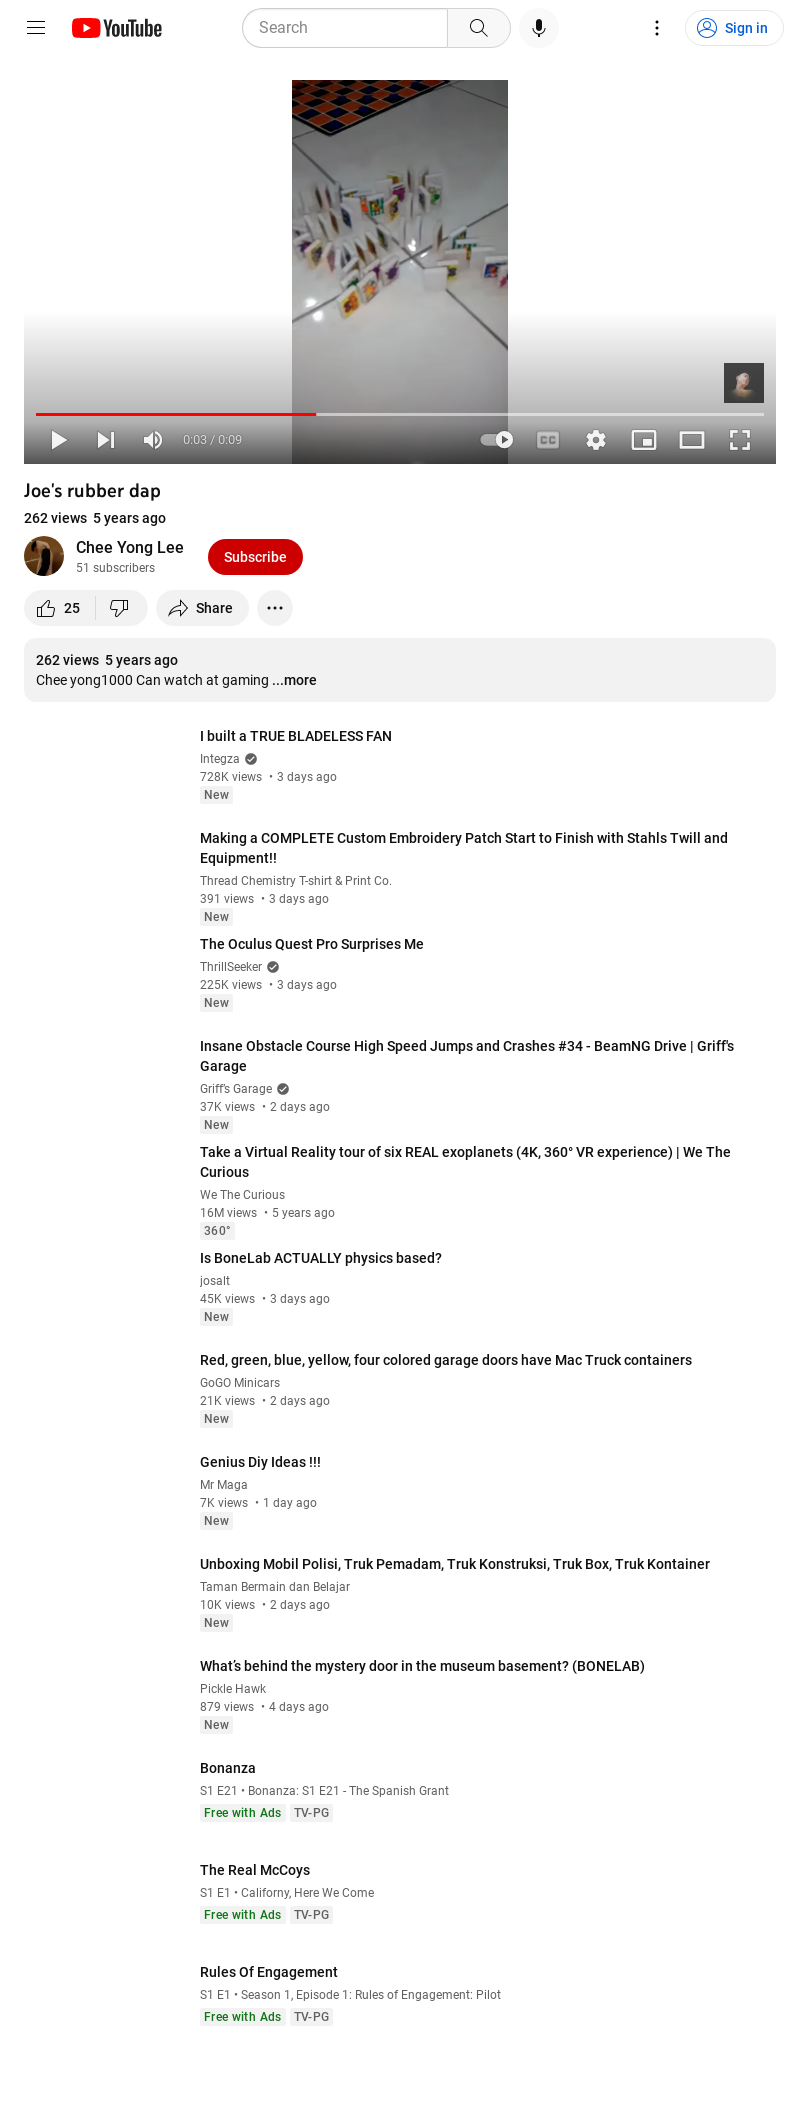 YouTube
Search
Sign in
0:03 / 0:09
CC
Joe's rubber dap
262 views 5 years ago
Chee Yong Lee
51 subscribers
Subscribe
25
Share
262 views 5 years ago
Chee yong1000 Can watch at gaming ...more
I built a TRUE BLADELESS FAN
Integza
728K views • 3 days ago
New
Making a COMPLETE Custom Embroidery Patch Start to Finish with Stahls Twill and
Equipment!!
Thread Chemistry T-shirt & Print Co.
391 views • 3 days ago
New
The Oculus Quest Pro Surprises Me
ThrillSeeker
225K views • 3 days ago
New
Insane Obstacle Course High Speed Jumps and Crashes #34 - BeamNG Drive | Griff's
Garage
Griff's Garage
37K views • 2 days ago
New
Take a Virtual Reality tour of six REAL exoplanets (4K, 360° VR experience) | We The
Curious
We The Curious
16M views • 5 years ago
360°
Is BoneLab ACTUALLY physics based?
josalt
45K views • 3 days ago
New
Red, green, blue, yellow, four colored garage doors have Mac Truck containers
GoGO Minicars
21K views • 2 days ago
New
Genius Diy Ideas !!!
Mr Maga
7K views • 1 day ago
New
Unboxing Mobil Polisi, Truk Pemadam, Truk Konstruksi, Truk Box, Truk Kontainer
Taman Bermain dan Belajar
10K views • 2 days ago
New
What’s behind the mystery door in the museum basement? (BONELAB)
Pickle Hawk
879 views • 4 days ago
New
Bonanza
S1 E21 • Bonanza: S1 E21 - The Spanish Grant
Free with Ads TV-PG
The Real McCoys
S1 E1 • Californy, Here We Come
Free with Ads TV-PG
Rules Of Engagement
S1 E1 • Season 1, Episode 1: Rules of Engagement: Pilot
Free with Ads TV-PG